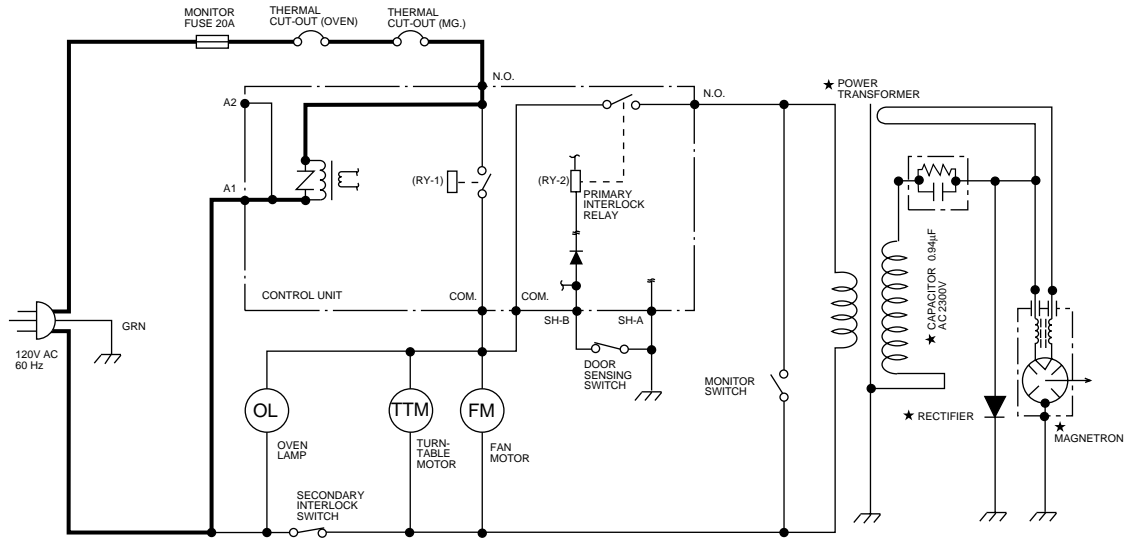 MONITOR
FUSE 20A
THERMAL
CUT-OUT (OVEN)
THERMAL
CUT-OUT (MG.)
N.O.
A2
N.O.
★ POWER
TRANSFORMER
A1
(RY-1)
(RY-2)
PRIMARY
INTERLOCK
RELAY
CONTROL UNIT
COM.
COM.
SH-B
SH-A
★ CAPACITOR 0.94µF
AC 2300V
GRN
120V AC
60 Hz
DOOR
SENSING
SWITCH
MONITOR
SWITCH
OL
TTM
FM
OVEN
LAMP
TURN-
TABLE
MOTOR
FAN
MOTOR
★ RECTIFIER
★
MAGNETRON
SECONDARY
INTERLOCK
SWITCH